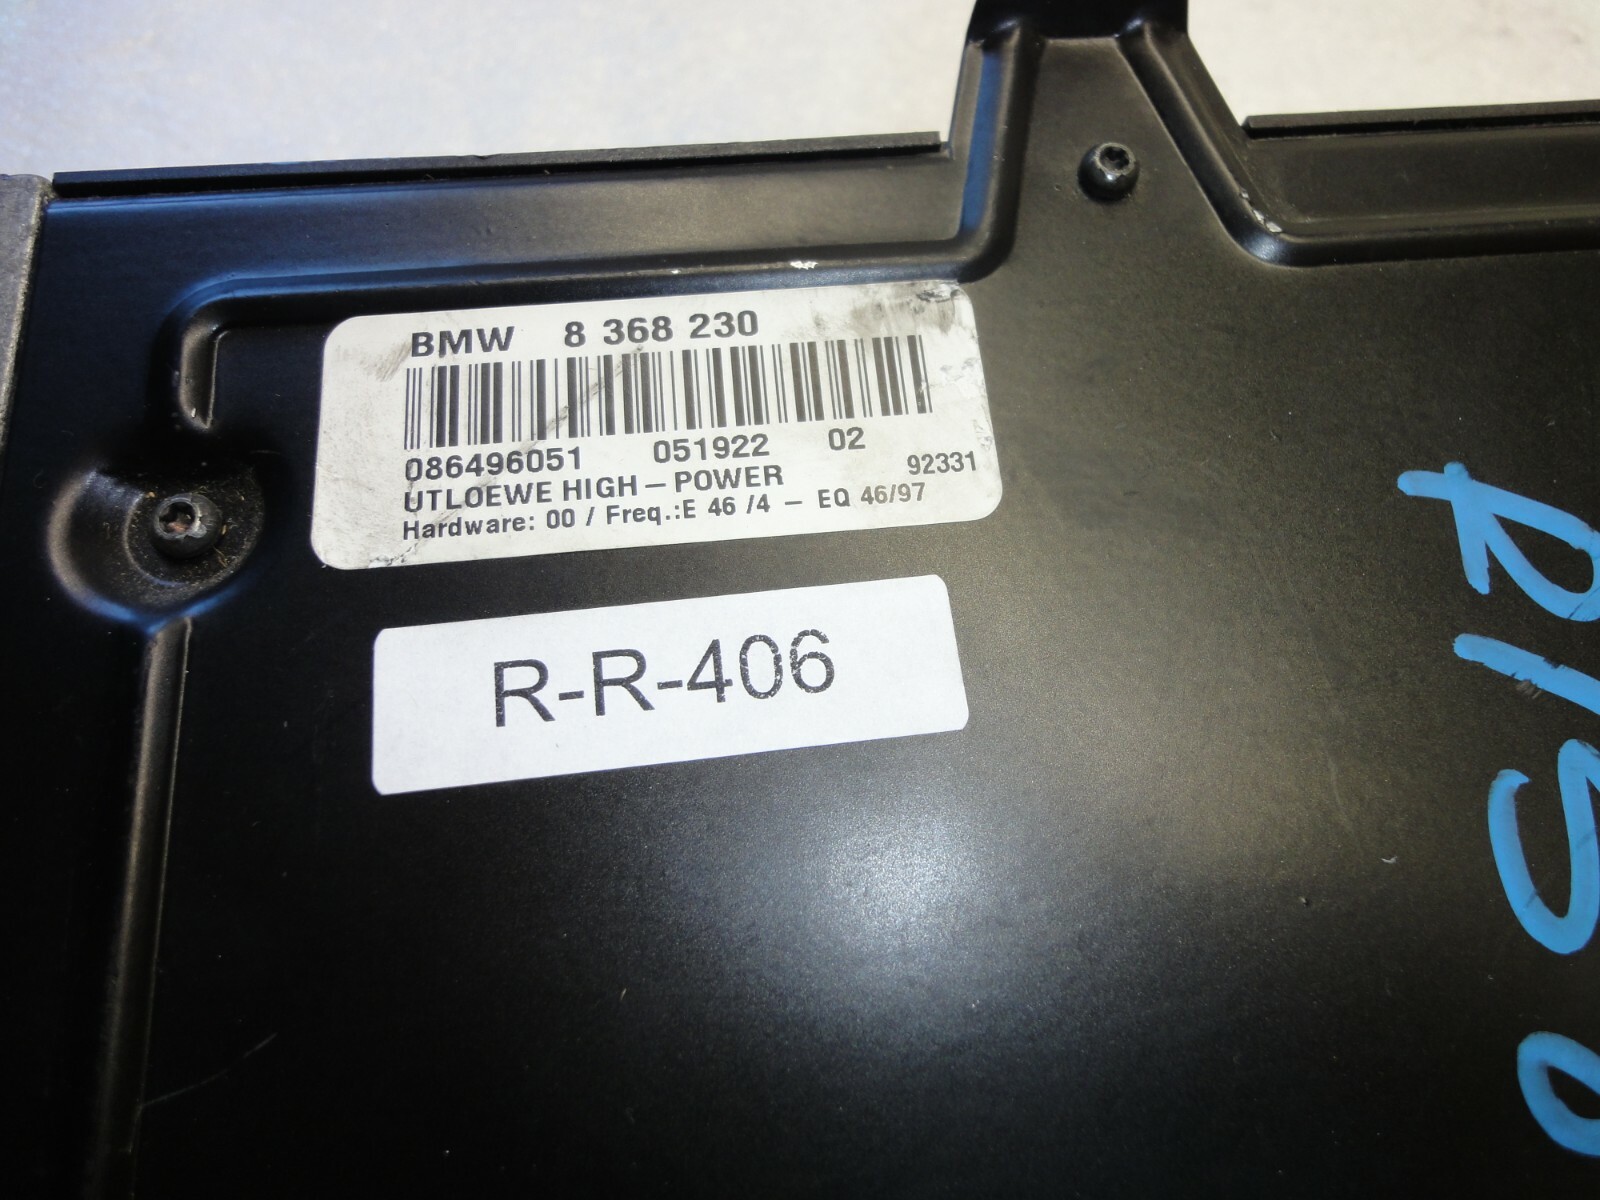 BMW 8 368 230
086496051 051922 02
UTLOEWE HIGH – POWER 92331
Hardware: 00 / Freq.:E 46 /4 – EQ 46/97
R-R-406